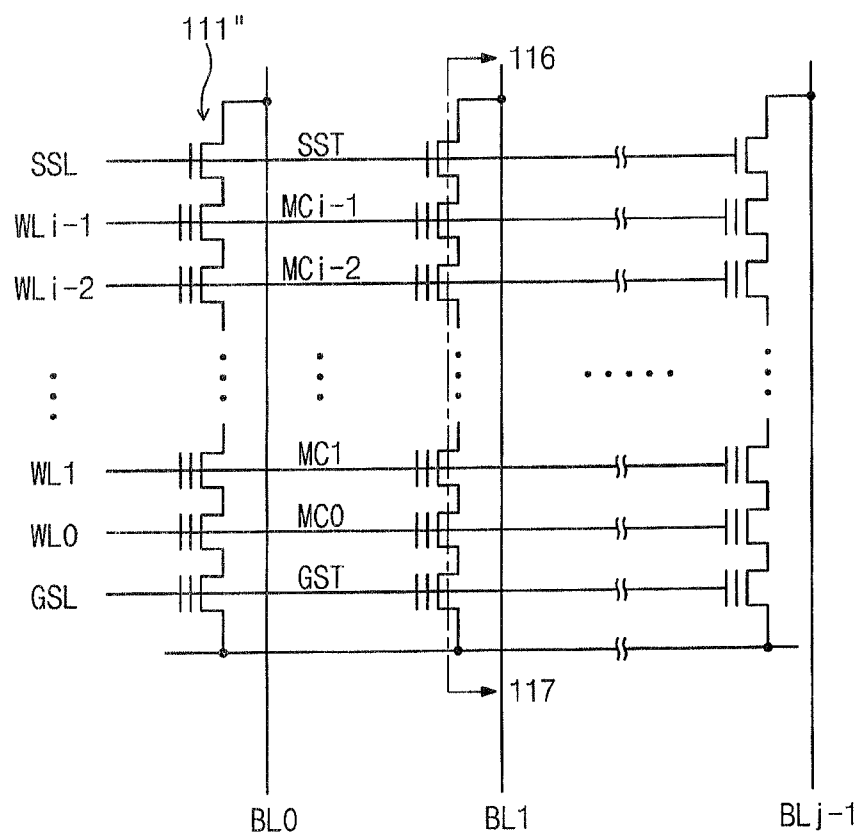 111"
116
SSL SST
WLi-1 MCi-1
WLi-2 MCi-2
WL1 MC1
WL0 MC0
GSL GST
117
BL0 BL1 BLj-1